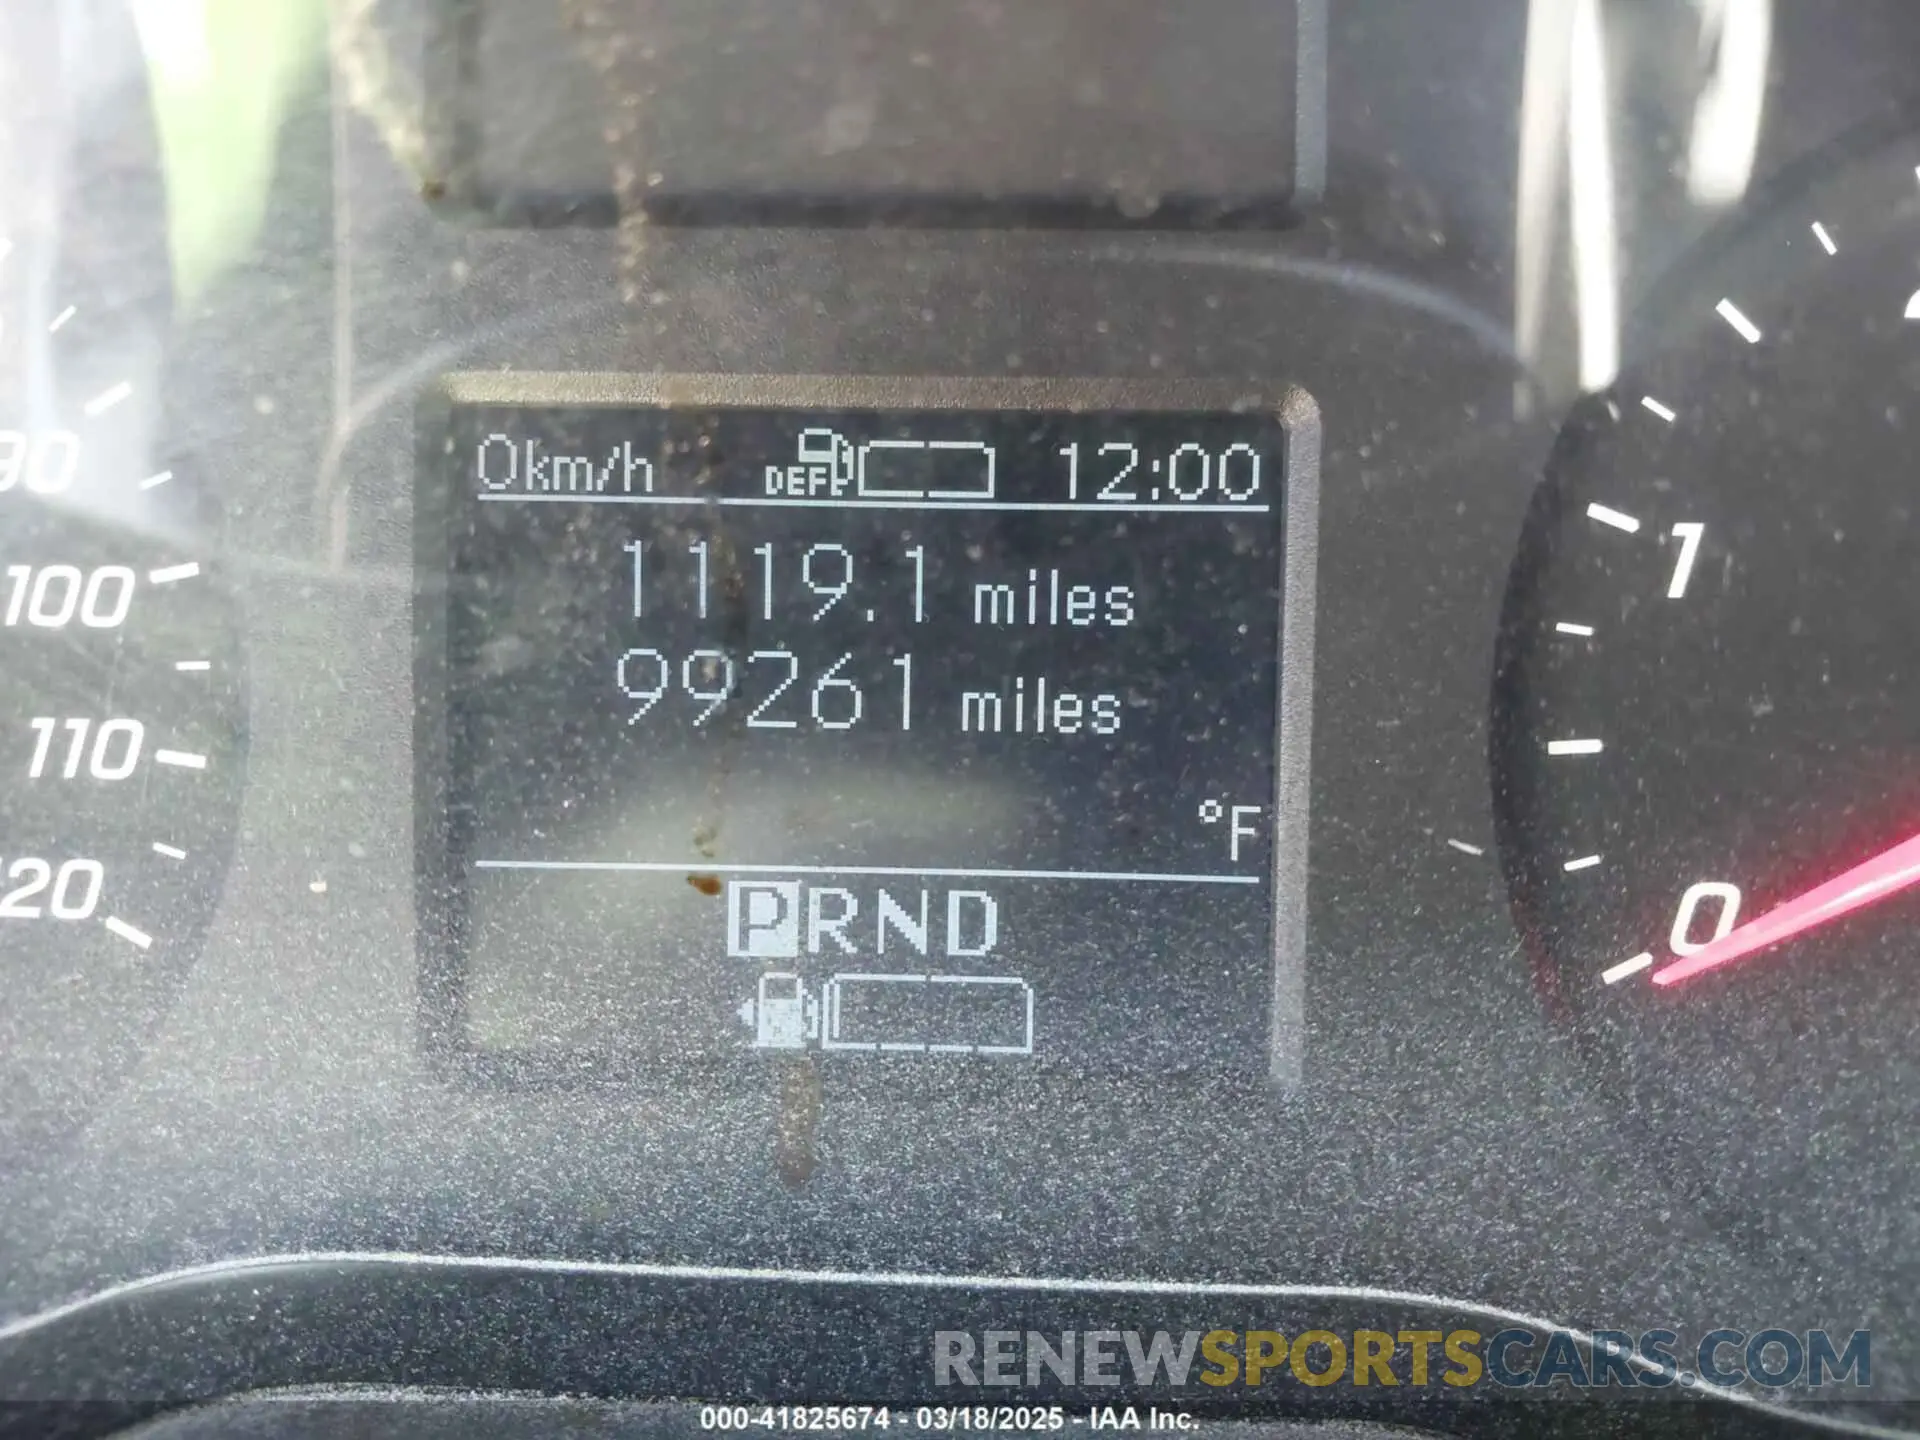 0km/h DEF 12:00
1119.1 miles
99261 miles
°F
PRND
90
100
110
120
1
0
RENEWSPORTSCARS.COM
000-41825674 - 03/18/2025 - IAA Inc.